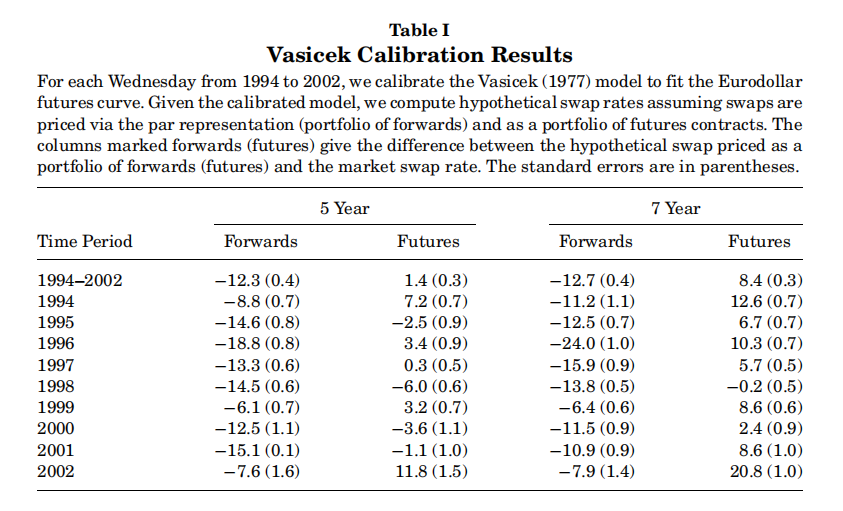 Table I
Vasicek Calibration Results
For each Wednesday from 1994 to 2002, we calibrate the Vasicek (1977) model to fit the Eurodollar
futures curve. Given the calibrated model, we compute hypothetical swap rates assuming swaps are
priced via the par representation (portfolio of forwards) and as a portfolio of futures contracts. The
columns marked forwards (futures) give the difference between the hypothetical swap priced as a
portfolio of forwards (futures) and the market swap rate. The standard errors are in parentheses.
5 Year 7 Year
Time Period Forwards Futures Forwards Futures
1994–2002 −12.3 (0.4) 1.4 (0.3) −12.7 (0.4) 8.4 (0.3)
1994 −8.8 (0.7) 7.2 (0.7) −11.2 (1.1) 12.6 (0.7)
1995 −14.6 (0.8) −2.5 (0.9) −12.5 (0.7) 6.7 (0.7)
1996 −18.8 (0.8) 3.4 (0.9) −24.0 (1.0) 10.3 (0.7)
1997 −13.3 (0.6) 0.3 (0.5) −15.9 (0.9) 5.7 (0.5)
1998 −14.5 (0.6) −6.0 (0.6) −13.8 (0.5) −0.2 (0.5)
1999 −6.1 (0.7) 3.2 (0.7) −6.4 (0.6) 8.6 (0.6)
2000 −12.5 (1.1) −3.6 (1.1) −11.5 (0.9) 2.4 (0.9)
2001 −15.1 (0.1) −1.1 (1.0) −10.9 (0.9) 8.6 (1.0)
2002 −7.6 (1.6) 11.8 (1.5) −7.9 (1.4) 20.8 (1.0)